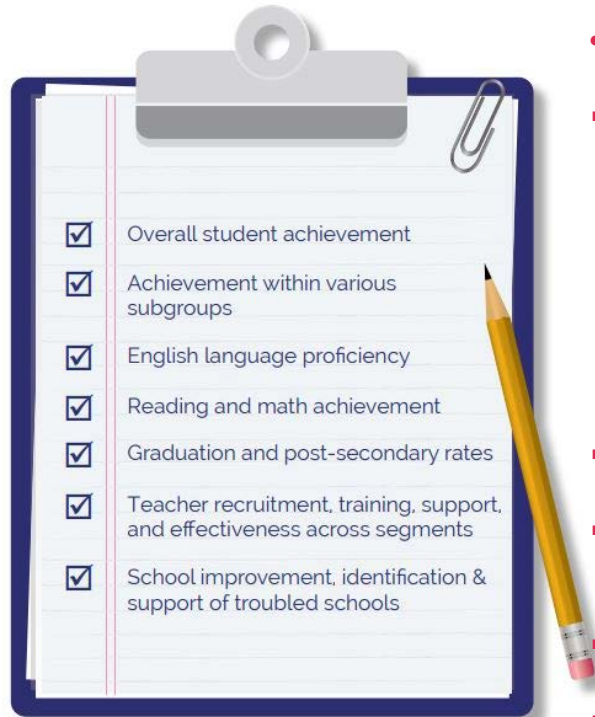 Overall student achievement
Achievement within various
subgroups
English language proficiency
Reading and math achievement
Graduation and post-secondary rates
Teacher recruitment, training, support,
and effectiveness across segments
School improvement, identification &
support of troubled schools